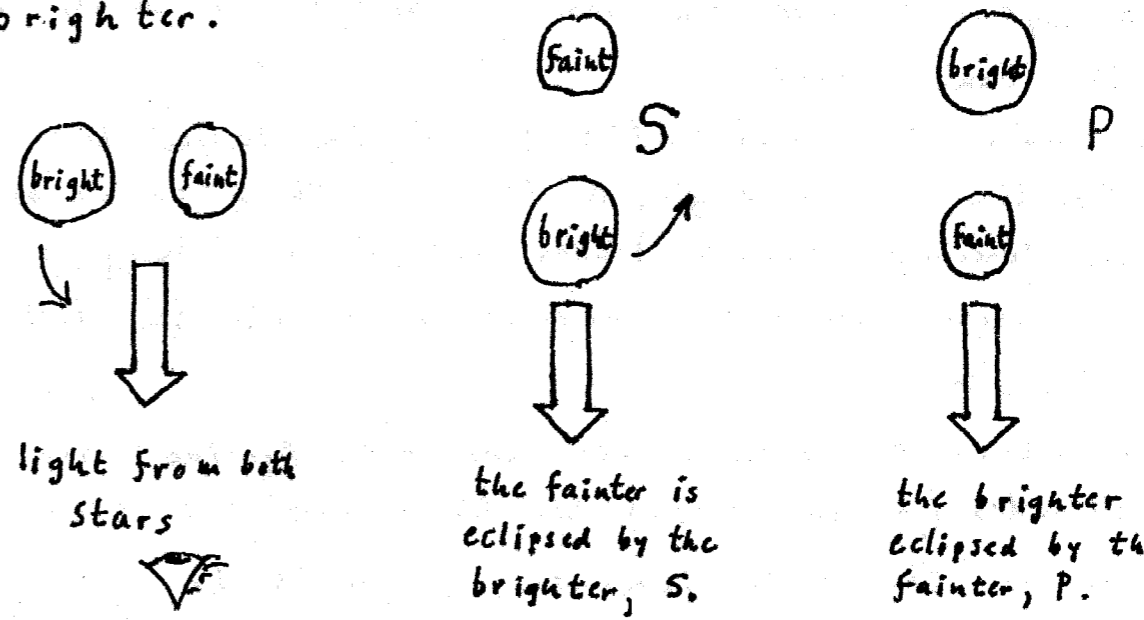 brighter.
faint
bright
S
P
bright
faint
bright
faint
light from both
stars
the fainter is
eclipsed by the
brighter, S.
the brighter
eclipsed by th
fainter, P.